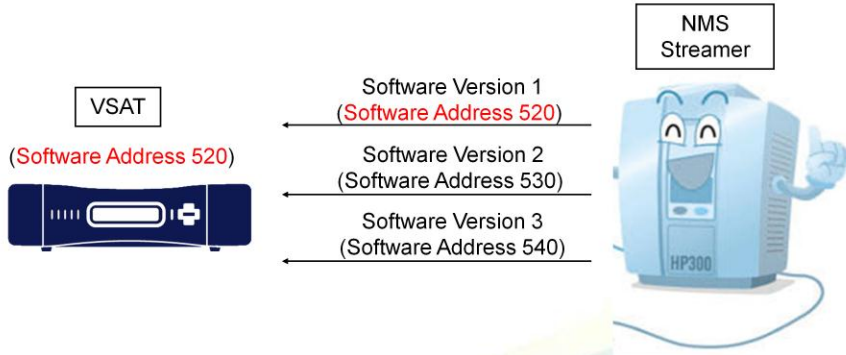 NMS
Streamer
VSAT
(Software Address 520)
Software Version 1
(Software Address 520)
Software Version 2
(Software Address 530)
Software Version 3
(Software Address 540)
HP300